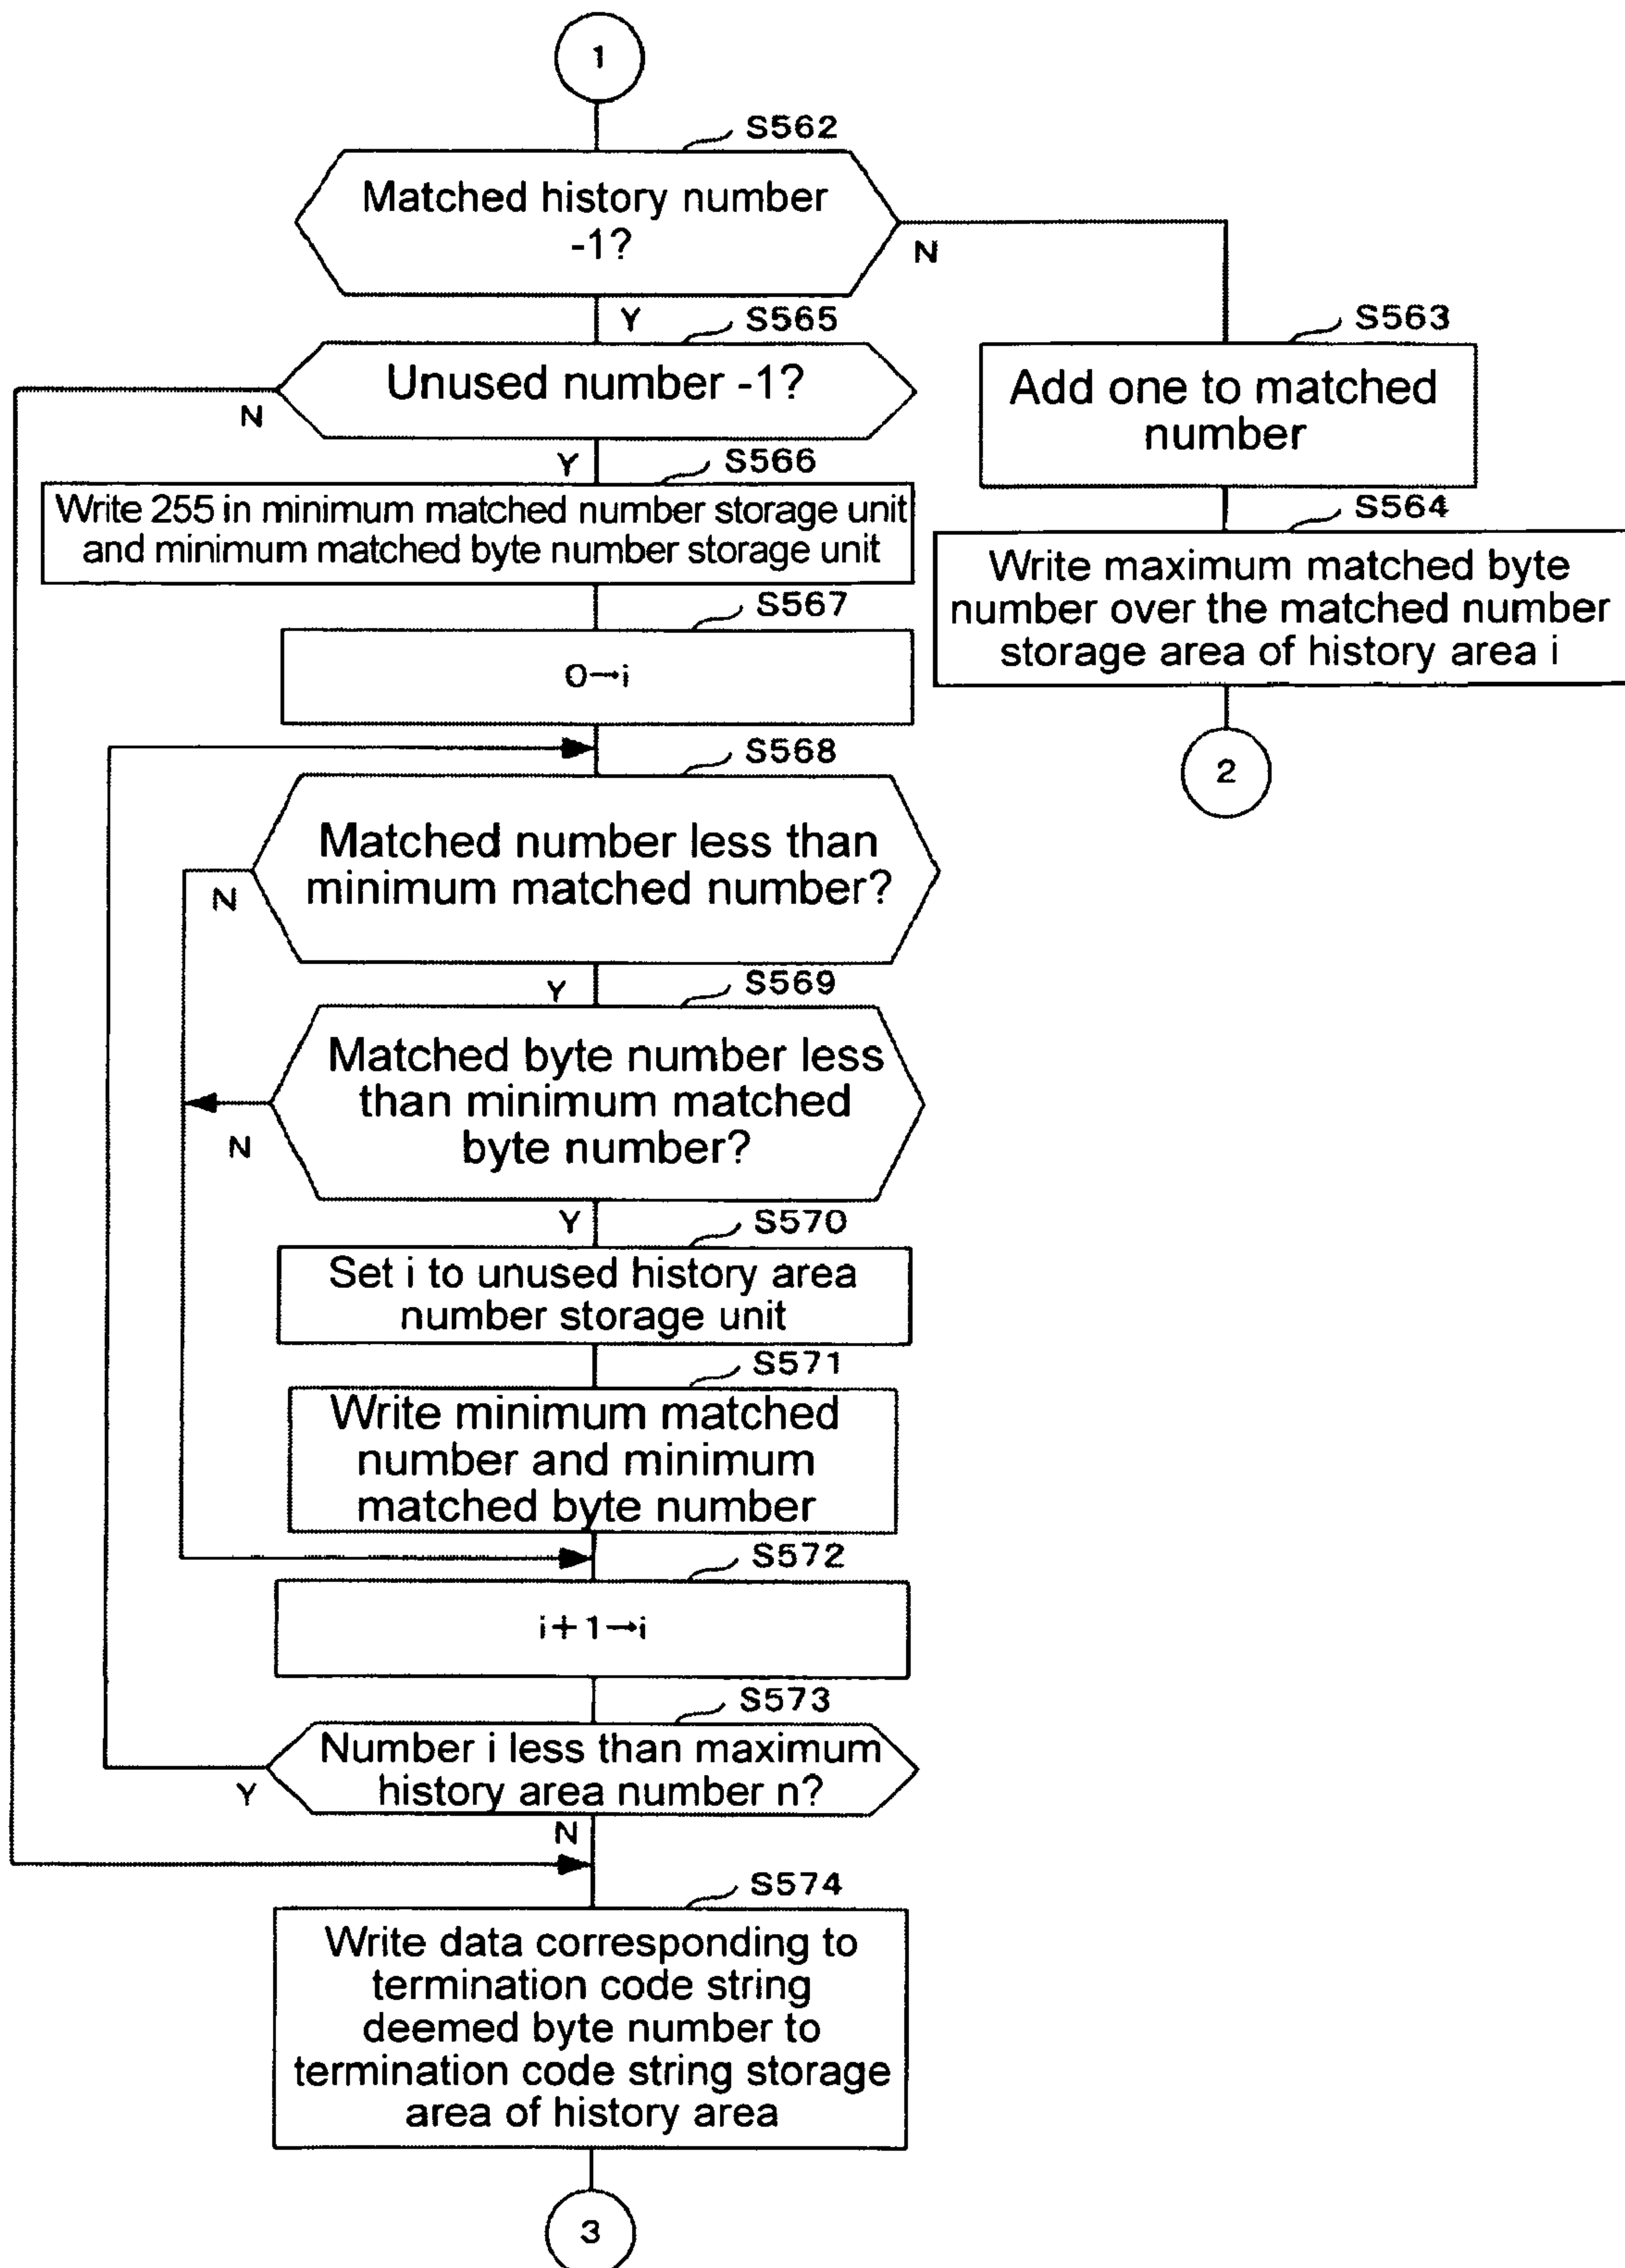 1
S562
Matched history number
-1?
N
Y
S565
S563
Unused number -1?
N
Add one to matched
number
Y
S566
S564
Write 255 in minimum matched number storage unit
and minimum matched byte number storage unit
Write maximum matched byte
number over the matched number
storage area of history area i
S567
0→i
2
S568
Matched number less than
minimum matched number?
N
Y
S569
Matched byte number less
than minimum matched
byte number?
N
Y
S570
Set i to unused history area
number storage unit
S571
Write minimum matched
number and minimum
matched byte number
S572
i+1→i
S573
Number i less than maximum
history area number n?
Y
N
S574
Write data corresponding to
termination code string
deemed byte number to
termination code string storage
area of history area
3